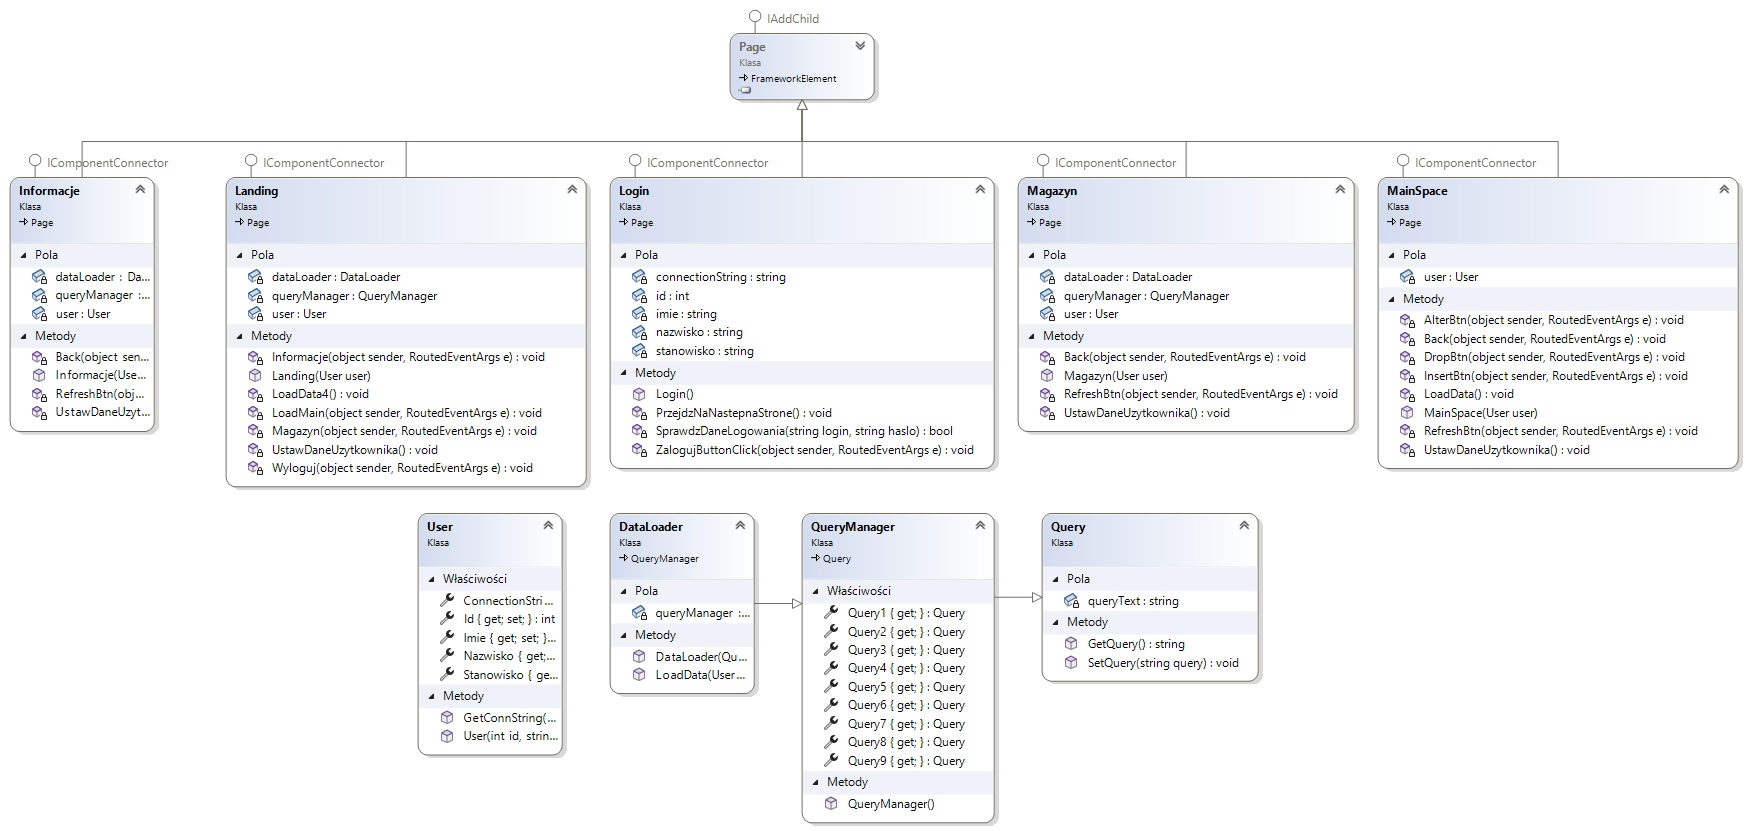 IAddChild
Page
Klasa
FrameworkElement
IComponentConnector
Informacje
Klasa
Page
Pola
dataLoader : Da...
queryManager :...
user : User
Metody
Back(object sen...
Informacje(Use...
RefreshBtn(obj...
UstawDaneUzyt...
IComponentConnector
Landing
Klasa
Page
Pola
dataLoader : DataLoader
queryManager : QueryManager
user : User
Metody
Informacje(object sender, RoutedEventArgs e) : void
Landing(User user)
LoadData4() : void
LoadMain(object sender, RoutedEventArgs e) : void
Magazyn(object sender, RoutedEventArgs e) : void
UstawDaneUzytkownika() : void
Wyloguj(object sender, RoutedEventArgs e) : void
IComponentConnector
Login
Klasa
Page
Pola
connectionString : string
id : int
imie : string
nazwisko : string
stanowisko : string
Metody
Login()
PrzejdzNaNastepnaStrone() : void
SprawdzDaneLogowania(string login, string haslo) : bool
ZalogujButtonClick(object sender, RoutedEventArgs e) : void
IComponentConnector
Magazyn
Klasa
Page
Pola
dataLoader : DataLoader
queryManager : QueryManager
user : User
Metody
Back(object sender, RoutedEventArgs e) : void
Magazyn(User user)
RefreshBtn(object sender, RoutedEventArgs e) : void
UstawDaneUzytkownika() : void
IComponentConnector
MainSpace
Klasa
Page
Pola
user : User
Metody
AlterBtn(object sender, RoutedEventArgs e) : void
Back(object sender, RoutedEventArgs e) : void
DropBtn(object sender, RoutedEventArgs e) : void
InsertBtn(object sender, RoutedEventArgs e) : void
LoadData() : void
MainSpace(User user)
RefreshBtn(object sender, RoutedEventArgs e) : void
UstawDaneUzytkownika() : void
User
Klasa
Właściwości
ConnectionStri...
Id { get; set; } : int
Imie { get; set; }...
Nazwisko { get;...
Stanowisko { ge...
Metody
GetConnString(...
User(int id, strin...
DataLoader
Klasa
QueryManager
Pola
queryManager :...
Metody
DataLoader(Qu...
LoadData(User ...
QueryManager
Klasa
Query
Właściwości
Query1 { get; } : Query
Query2 { get; } : Query
Query3 { get; } : Query
Query4 { get; } : Query
Query5 { get; } : Query
Query6 { get; } : Query
Query7 { get; } : Query
Query8 { get; } : Query
Query9 { get; } : Query
Metody
QueryManager()
Query
Klasa
Pola
queryText : string
Metody
GetQuery() : string
SetQuery(string query) : void